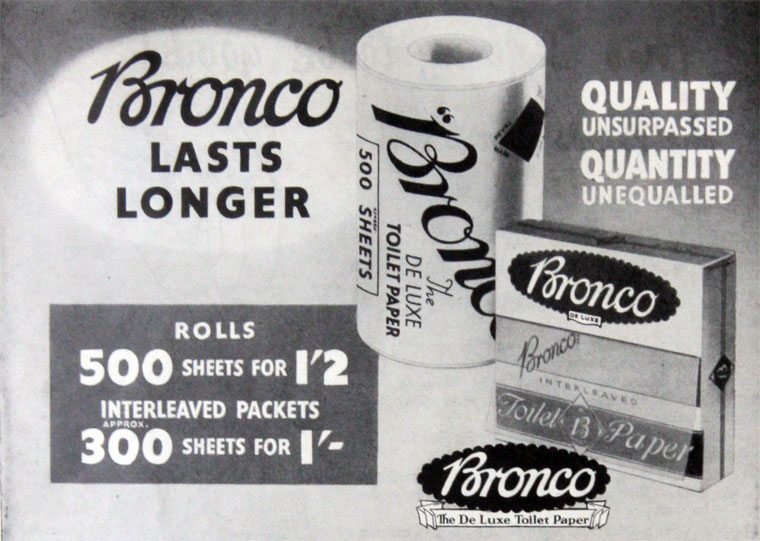 Bronco
LASTS
LONGER
"Bronco
The
DE LUXE
TOILET PAPER
500 SHEETS
QUALITY
UNSURPASSED
QUANTITY
UNEQUALLED
Bronco
DE LUXE
Bronco
INTERLEAVED
Toilet B Paper
B
ROLLS
500 SHEETS FOR 1'2
INTERLEAVED PACKETS
APPROX.
300 SHEETS FOR 1'-
Bronco
The De Luxe Toilet Paper